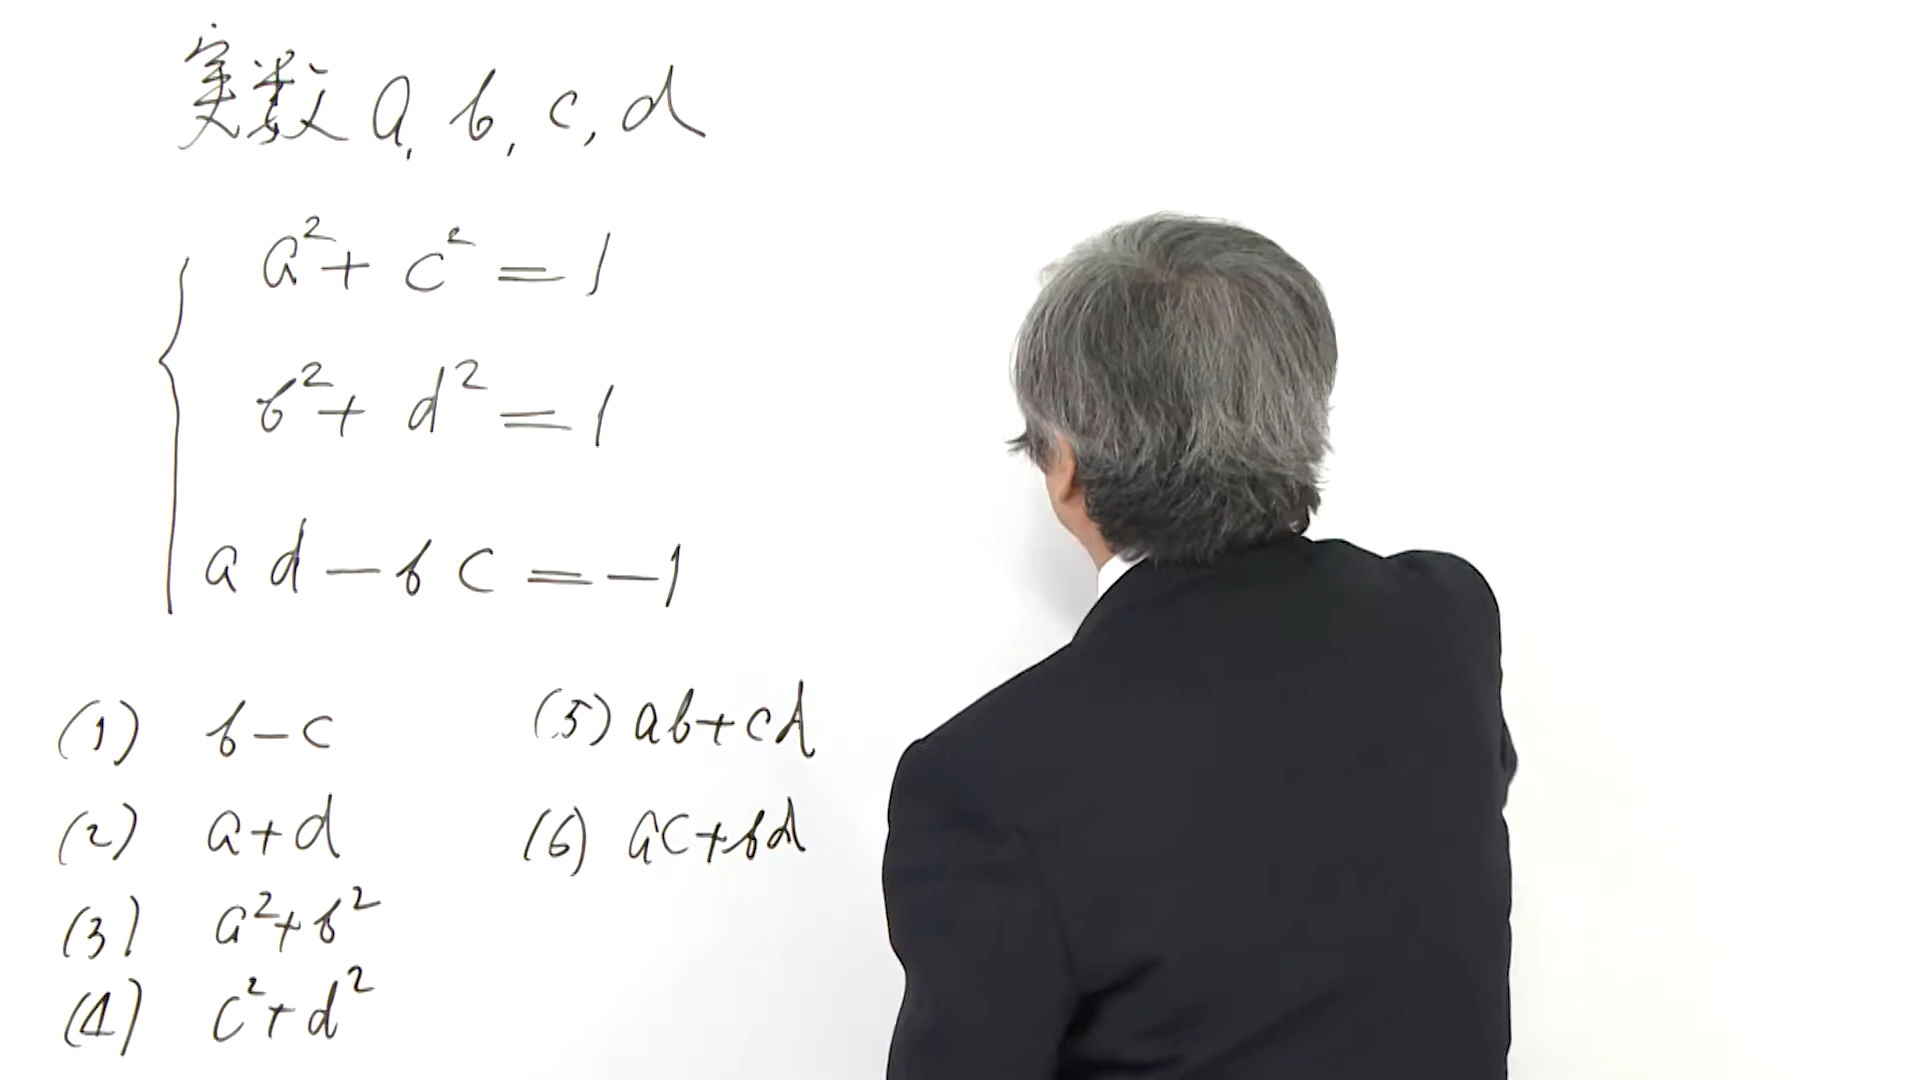 実数 a, b, c, d
a²+c²=1
b²+d²=1
ad-bc=-1
(1) b-c
(2) a+d
(3) a²+b²
(4) c²+d²
(5) ab+cd
(6) ac+bd